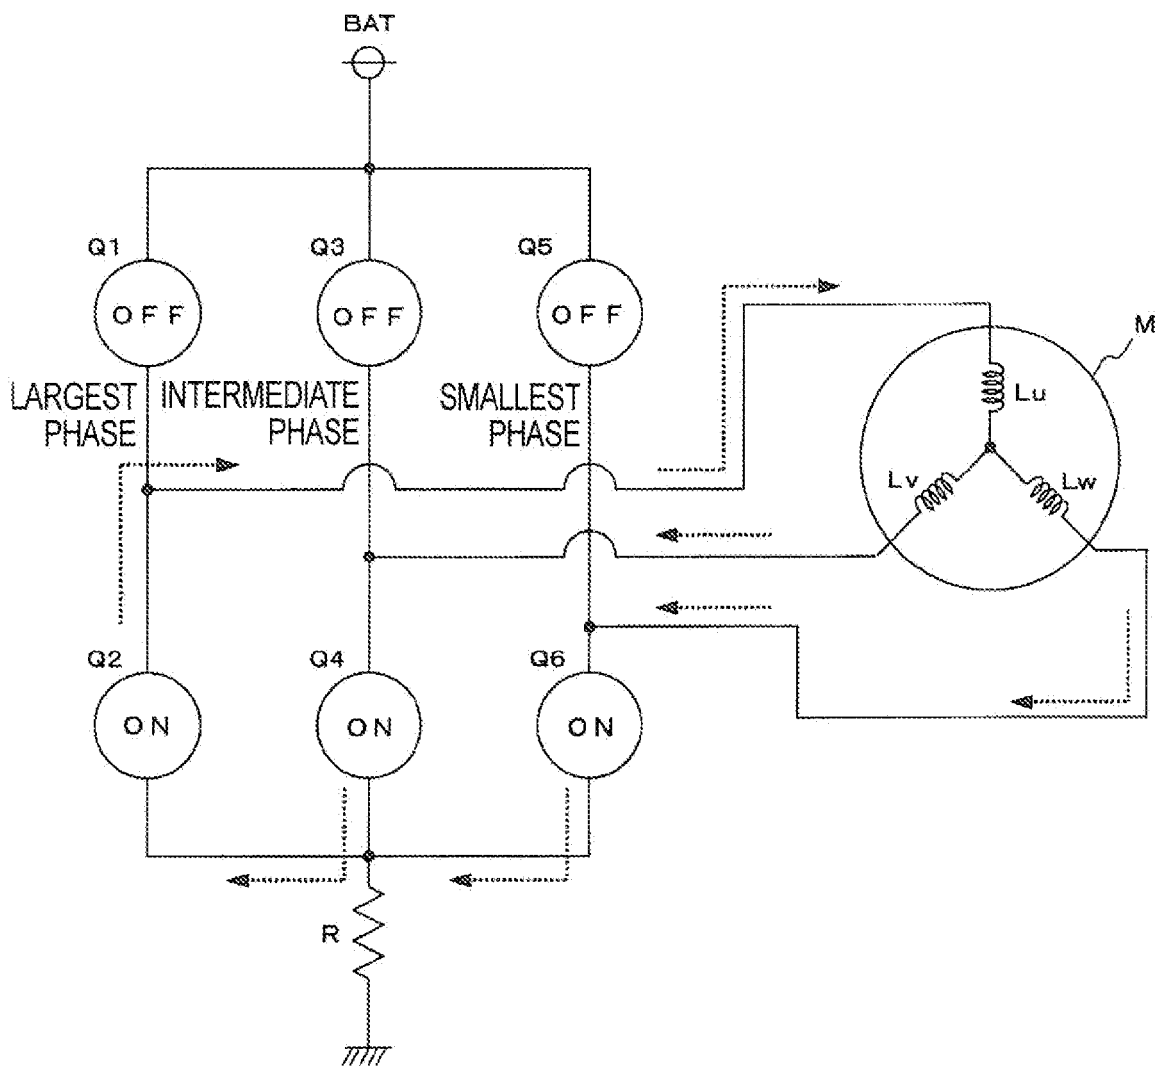 BAT
Q1
Q3
Q5
OFF
OFF
OFF
M
LARGEST
PHASE
INTERMEDIATE
PHASE
SMALLEST
PHASE
Lu
Lv
Lw
Q2
Q4
Q6
ON
ON
ON
R